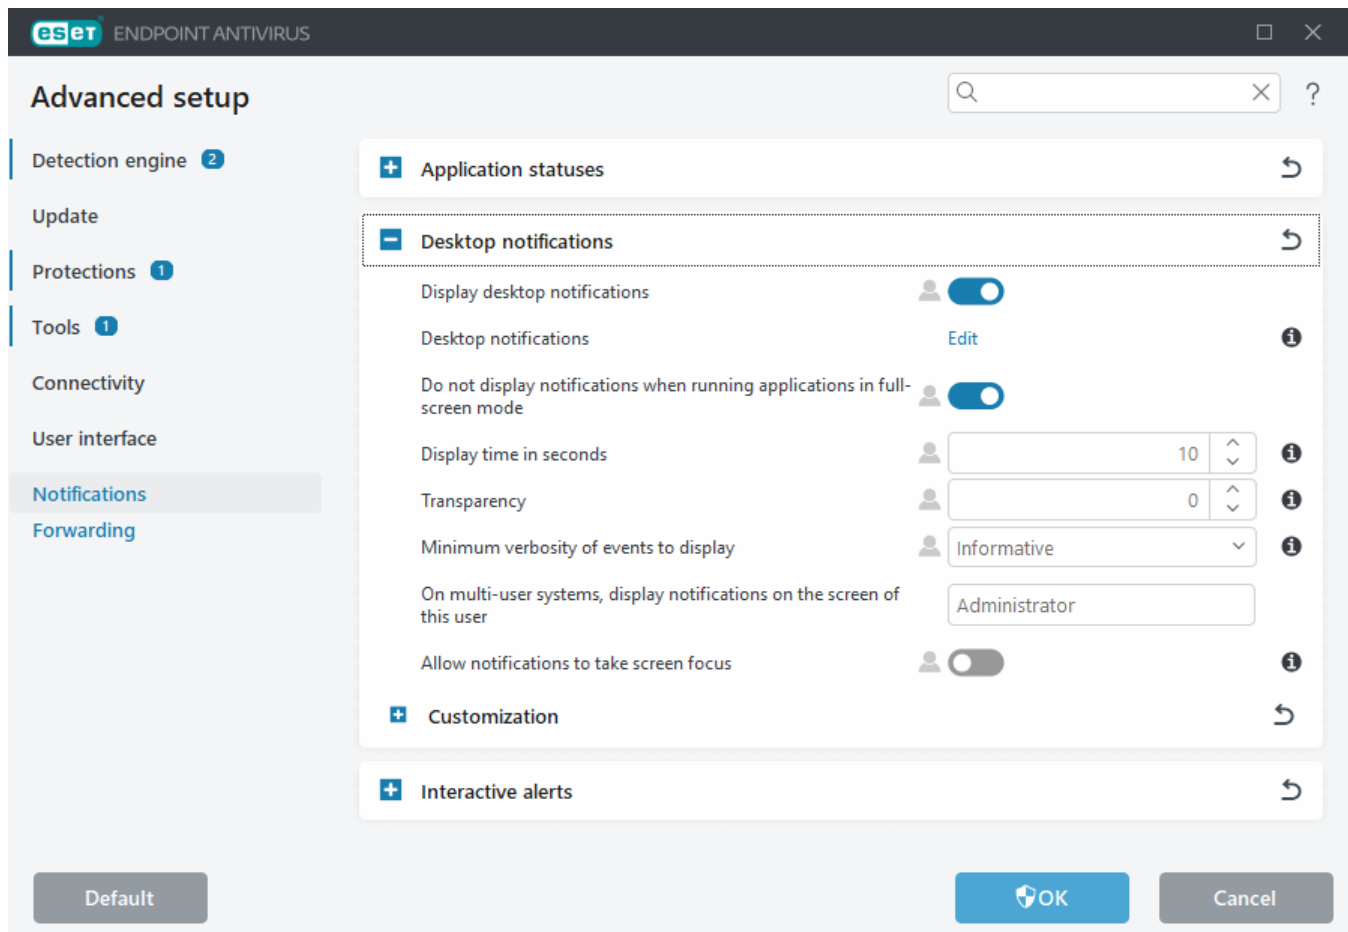 eset ENDPOINT ANTIVIRUS
Advanced setup
?
Detection engine 2
Update
Protections 1
Tools 1
Connectivity
User interface
Notifications
Forwarding
Application statuses
Desktop notifications
Display desktop notifications
Desktop notifications Edit
Do not display notifications when running applications in full-
screen mode
Display time in seconds 10
Transparency 0
Minimum verbosity of events to display Informative
On multi-user systems, display notifications on the screen of
this user
Administrator
Allow notifications to take screen focus
Customization
Interactive alerts
Default
OK
Cancel